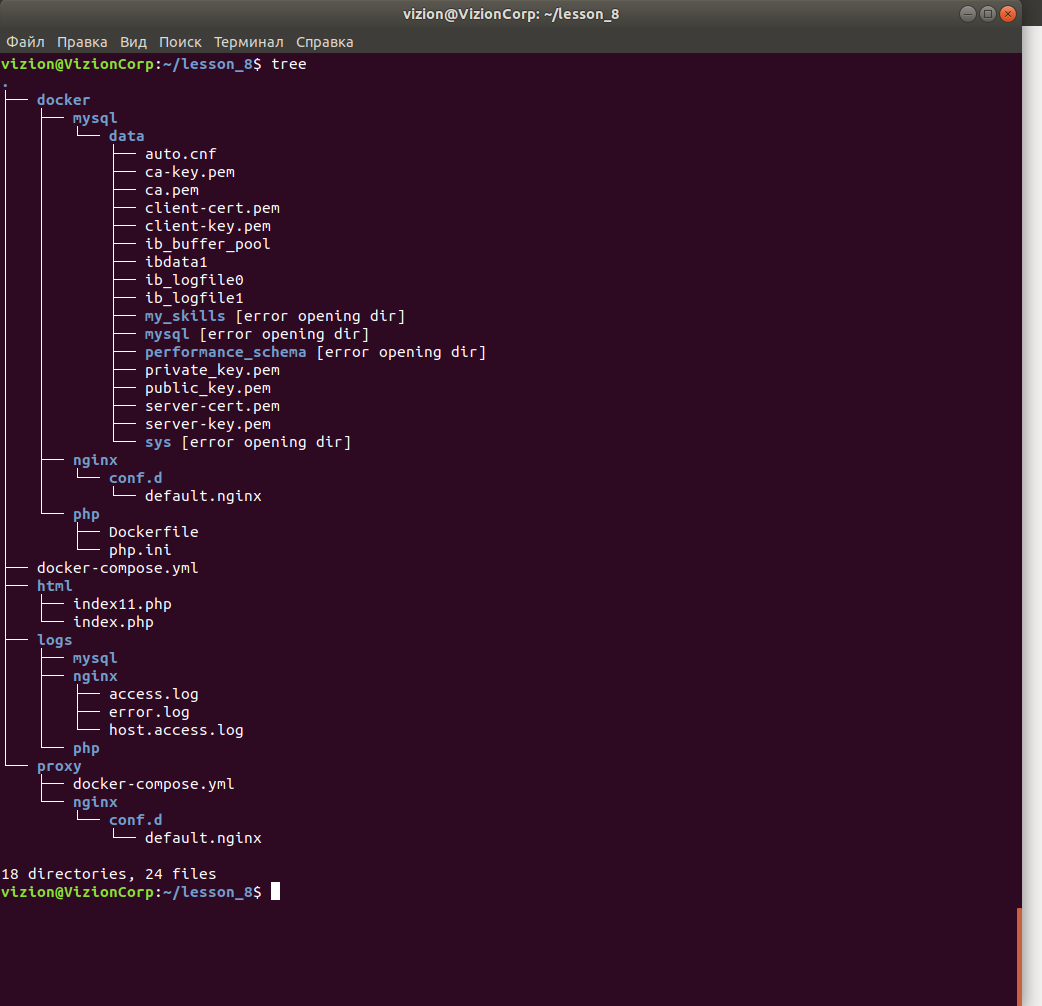 vizion@VizionCorp: ~/lesson_8
Файл Правка Вид Поиск Терминал Справка
vizion@VizionCorp:~/lesson_8$ tree
.
├── docker
│   ├── mysql
│   │   └── data
│   │       ├── auto.cnf
│   │       ├── ca-key.pem
│   │       ├── ca.pem
│   │       ├── client-cert.pem
│   │       ├── client-key.pem
│   │       ├── ib_buffer_pool
│   │       ├── ibdata1
│   │       ├── ib_logfile0
│   │       ├── ib_logfile1
│   │       ├── my_skills [error opening dir]
│   │       ├── mysql [error opening dir]
│   │       ├── performance_schema [error opening dir]
│   │       ├── private_key.pem
│   │       ├── public_key.pem
│   │       ├── server-cert.pem
│   │       ├── server-key.pem
│   │       └── sys [error opening dir]
│   ├── nginx
│   │   └── conf.d
│   │       └── default.nginx
│   └── php
│       ├── Dockerfile
│       └── php.ini
├── docker-compose.yml
├── html
│   ├── index11.php
│   └── index.php
├── logs
│   ├── mysql
│   ├── nginx
│   │   ├── access.log
│   │   ├── error.log
│   │   └── host.access.log
│   └── php
└── proxy
    ├── docker-compose.yml
    └── nginx
        └── conf.d
            └── default.nginx
18 directories, 24 files
vizion@VizionCorp:~/lesson_8$